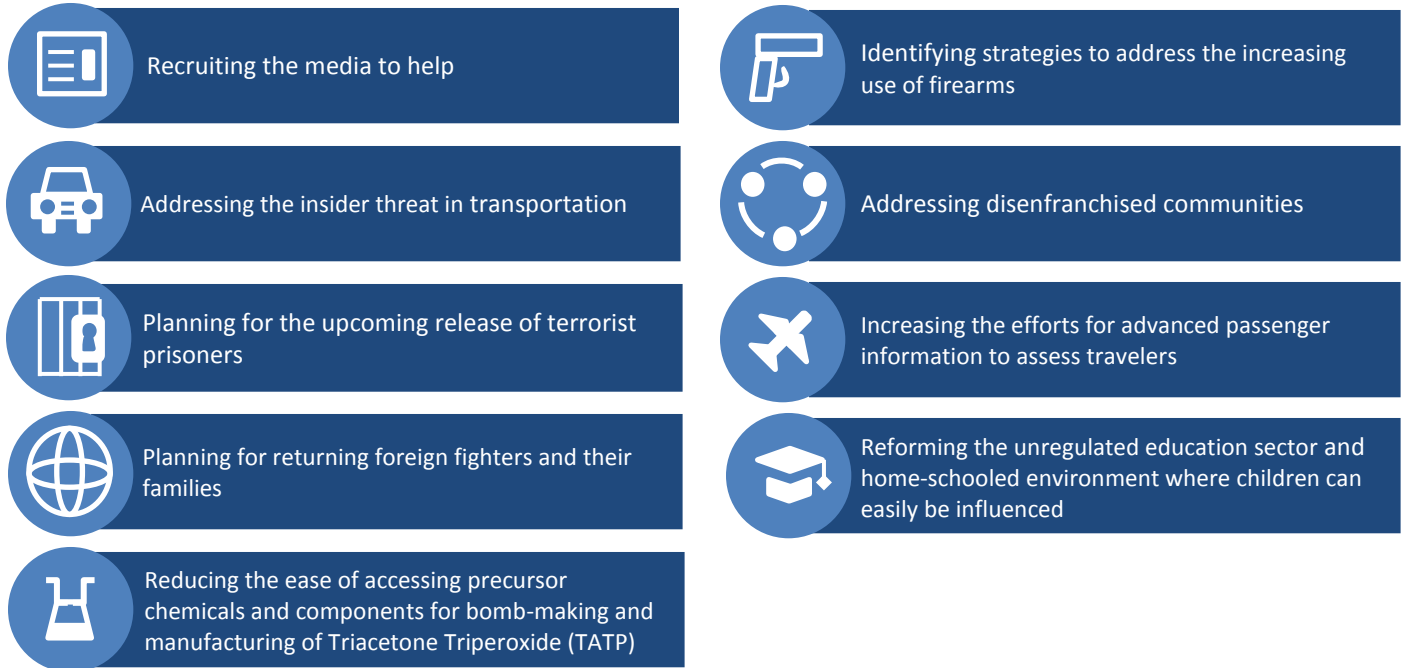 Recruiting the media to help
Addressing the insider threat in transportation
Planning for the upcoming release of terrorist
prisoners
Planning for returning foreign fighters and their
families
Reducing the ease of accessing precursor
chemicals and components for bomb-making and
manufacturing of Triacetone Triperoxide (TATP)
Identifying strategies to address the increasing
use of firearms
Addressing disenfranchised communities
Increasing the efforts for advanced passenger
information to assess travelers
Reforming the unregulated education sector and
home-schooled environment where children can
easily be influenced